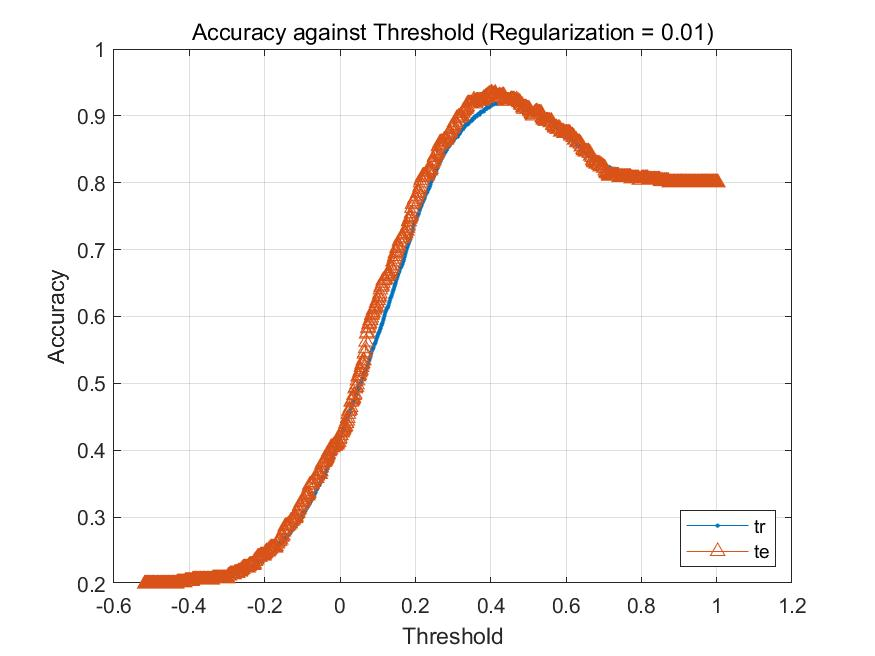 Accuracy against Threshold (Regularization = 0.01)
1
0.9
0.8
0.7
0.6
0.5
0.4
0.3
0.2
Accuracy
tr
te
-0.6 -0.4 -0.2 0 0.2 0.4 0.6 0.8 1 1.2
Threshold